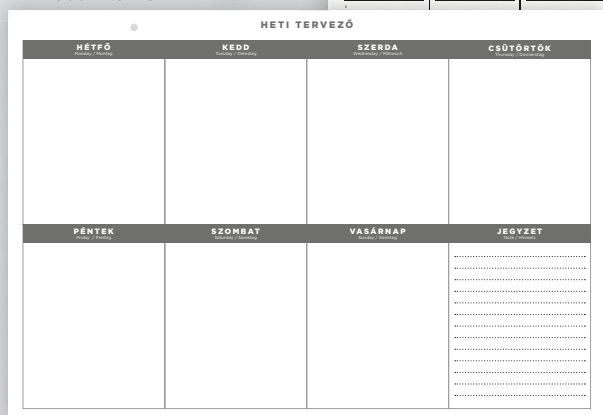 HETI TERVEZŐ
HÉTFŐ
Monday / Montag
KEDD
Tuesday / Dienstag
SZERDA
Wednesday / Mittwoch
CSÜTÖRTÖK
Thursday / Donnerstag
PÉNTEK
Friday / Freitag
SZOMBAT
Saturday / Samstag
VASÁRNAP
Sunday / Sonntag
JEGYZET
Note / Hinweis